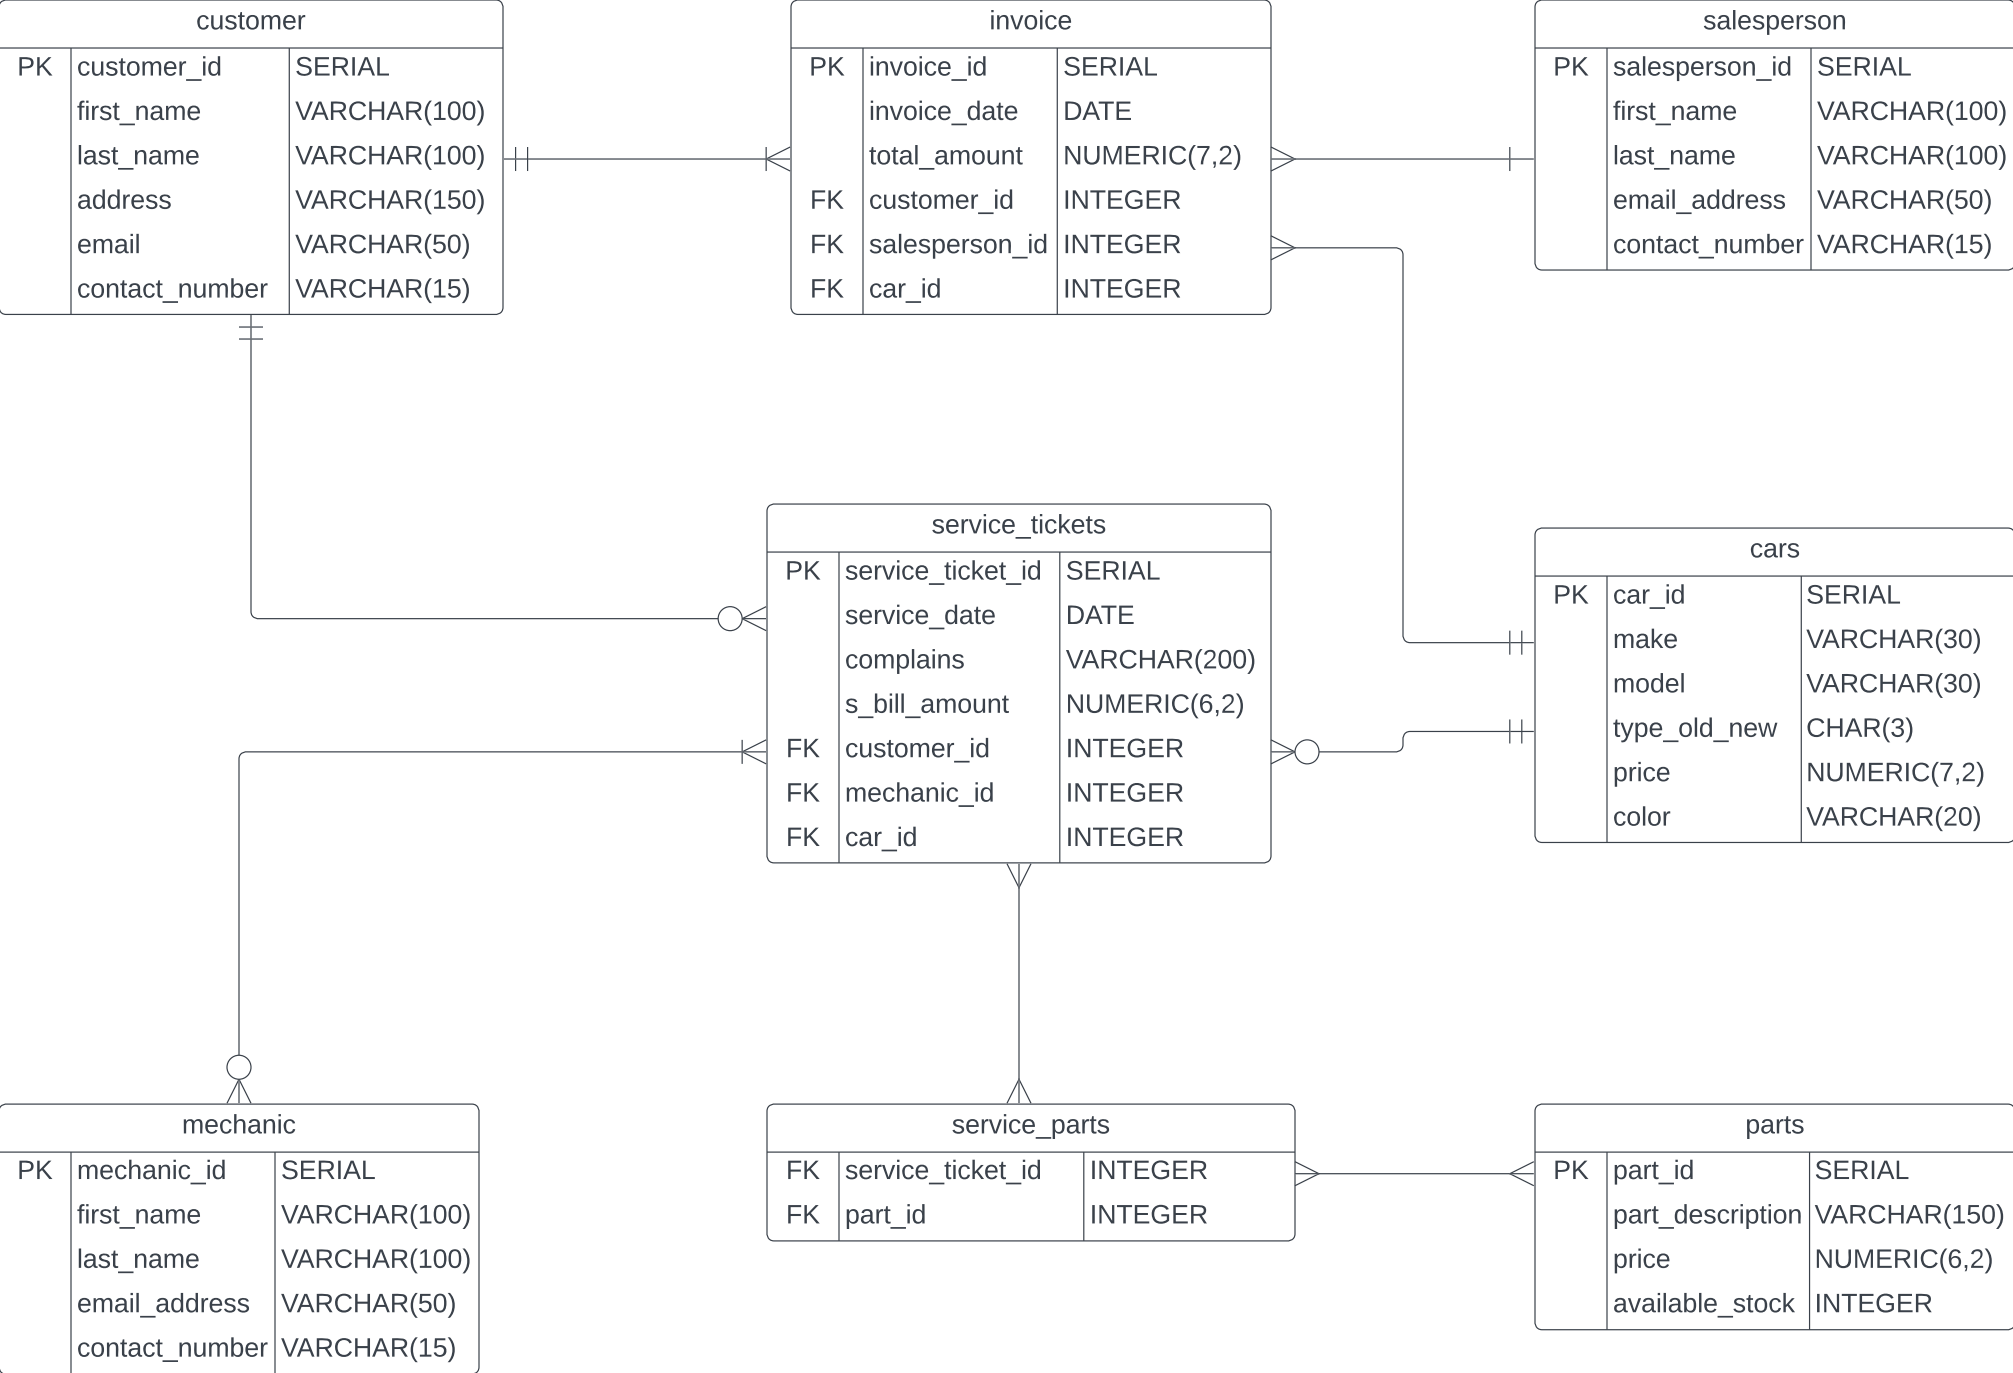 customer
PK customer_id SERIAL
first_name VARCHAR(100)
last_name VARCHAR(100)
address VARCHAR(150)
email VARCHAR(50)
contact_number VARCHAR(15)
invoice
PK invoice_id SERIAL
invoice_date DATE
total_amount NUMERIC(7,2)
FK customer_id INTEGER
FK salesperson_id INTEGER
FK car_id INTEGER
salesperson
PK salesperson_id SERIAL
first_name VARCHAR(100)
last_name VARCHAR(100)
email_address VARCHAR(50)
contact_number VARCHAR(15)
service_tickets
PK service_ticket_id SERIAL
service_date DATE
complains VARCHAR(200)
s_bill_amount NUMERIC(6,2)
FK customer_id INTEGER
FK mechanic_id INTEGER
FK car_id INTEGER
cars
PK car_id SERIAL
make VARCHAR(30)
model VARCHAR(30)
type_old_new CHAR(3)
price NUMERIC(7,2)
color VARCHAR(20)
mechanic
PK mechanic_id SERIAL
first_name VARCHAR(100)
last_name VARCHAR(100)
email_address VARCHAR(50)
contact_number VARCHAR(15)
service_parts
FK service_ticket_id INTEGER
FK part_id INTEGER
parts
PK part_id SERIAL
part_description VARCHAR(150)
price NUMERIC(6,2)
available_stock INTEGER